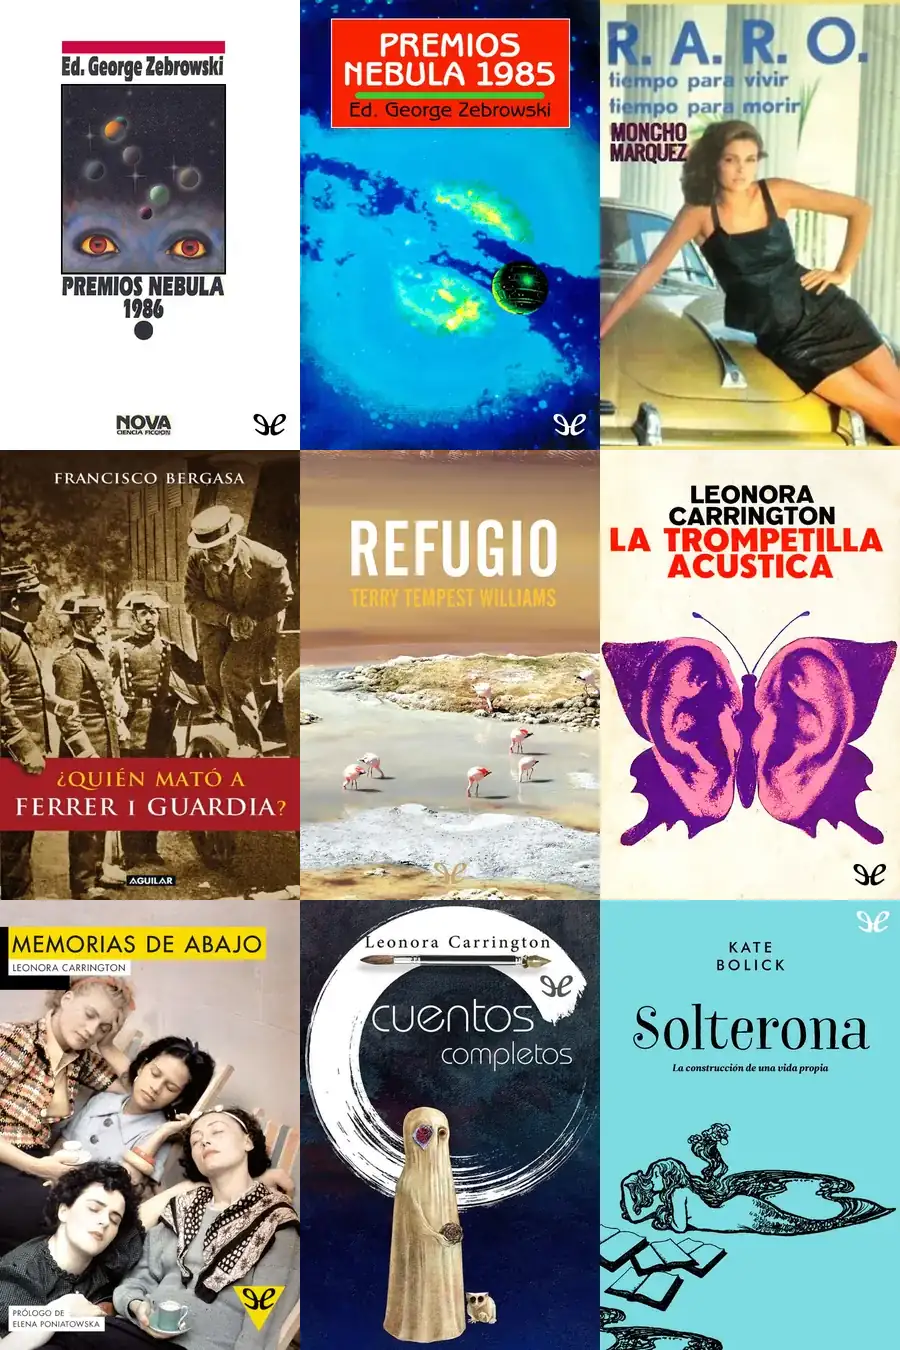 Ed. George Zebrowski
PREMIOS NEBULA
1986
NOVA
CIENCIA FICCION
PREMIOS
NEBULA 1985
Ed. George Zebrowski
R. A. R. O.
tiempo para vivir
tiempo para morir
MONCHO
MARQUEZ
FRANCISCO BERGASA
¿QUIÉN MATÓ A
FERRER I GUARDIA?
AGUILAR
REFUGIO
TERRY TEMPEST WILLIAMS
LEONORA
CARRINGTON
LA TROMPETILLA
ACUSTICA
MEMORIAS DE ABAJO
LEONORA CARRINGTON
PRÓLOGO DE
ELENA PONIATOWSKA
Leonora Carrington
cuentos
completos
KATE
BOLICK
Solterona
La construcción de una vida propia